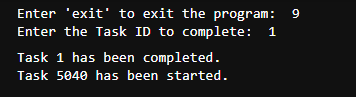 Enter 'exit' to exit the program:  9
Enter the Task ID to complete:  1
Task 1 has been completed.
Task 5040 has been started.